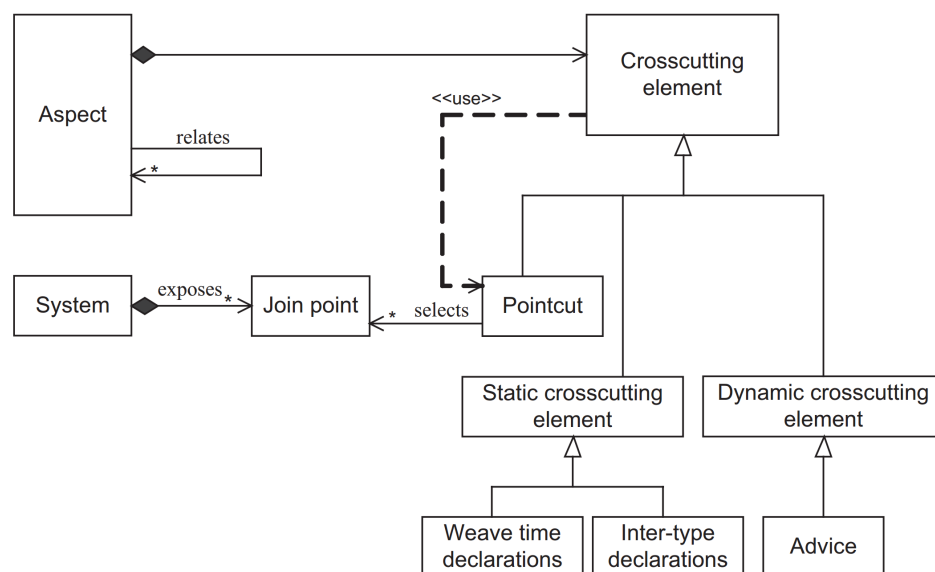 Crosscutting
element
<<use>>
Aspect
relates
*
System
exposes
*
Join point
*
selects
Pointcut
Static crosscutting
element
Dynamic crosscutting
element
Weave time
declarations
Inter-type
declarations
Advice